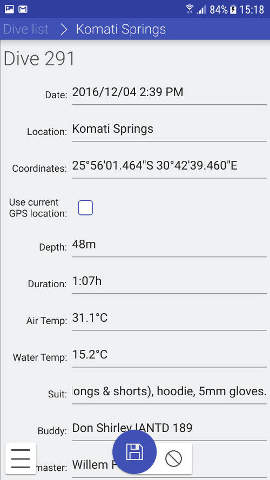 84% 15:18
Dive list > Komati Springs
Dive 291
Date: 2016/12/04 2:39 PM
Location: Komati Springs
Coordinates: 25°56'01.464"S 30°42'39.460"E
Use current
GPS location:
Depth: 48m
Duration: 1:07h
Air Temp: 31.1°C
Water Temp: 15.2°C
Suit: ongs & shorts), hoodie, 5mm gloves.
Buddy: Don Shirley IANTD 189
master: Willem